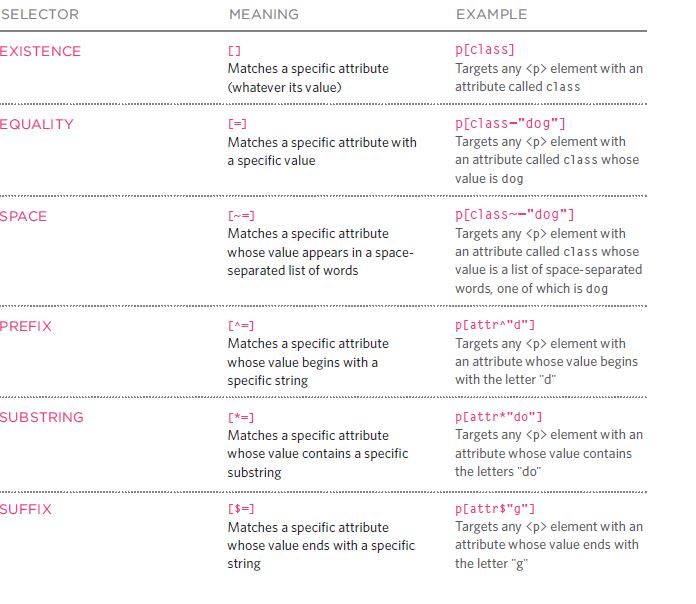 SELECTOR MEANING EXAMPLE
EXISTENCE [] p[class]
Matches a specific attribute Targets any <p> element with an
(whatever its value) attribute called class
EQUALITY [=] p[class="dog"]
Matches a specific attribute with Targets any <p> element with
a specific value an attribute called class whose
value is dog
SPACE [~=] p[class~="dog"]
Matches a specific attribute Targets any <p> element with
whose value appears in a space- an attribute called class whose
separated list of words value is a list of space-separated
words, one of which is dog
PREFIX [^=] p[attr^"d"]
Matches a specific attribute Targets any <p> element with
whose value begins with a an attribute whose value begins
specific string with the letter "d"
SUBSTRING [*=] p[attr*"do"]
Matches a specific attribute Targets any <p> element with an
whose value contains a specific attribute whose value contains
substring the letters "do"
SUFFIX [$=] p[attr$"g"]
Matches a specific attribute Targets any <p> element with an
whose value ends with a specific attribute whose value ends with
string the letter "g"